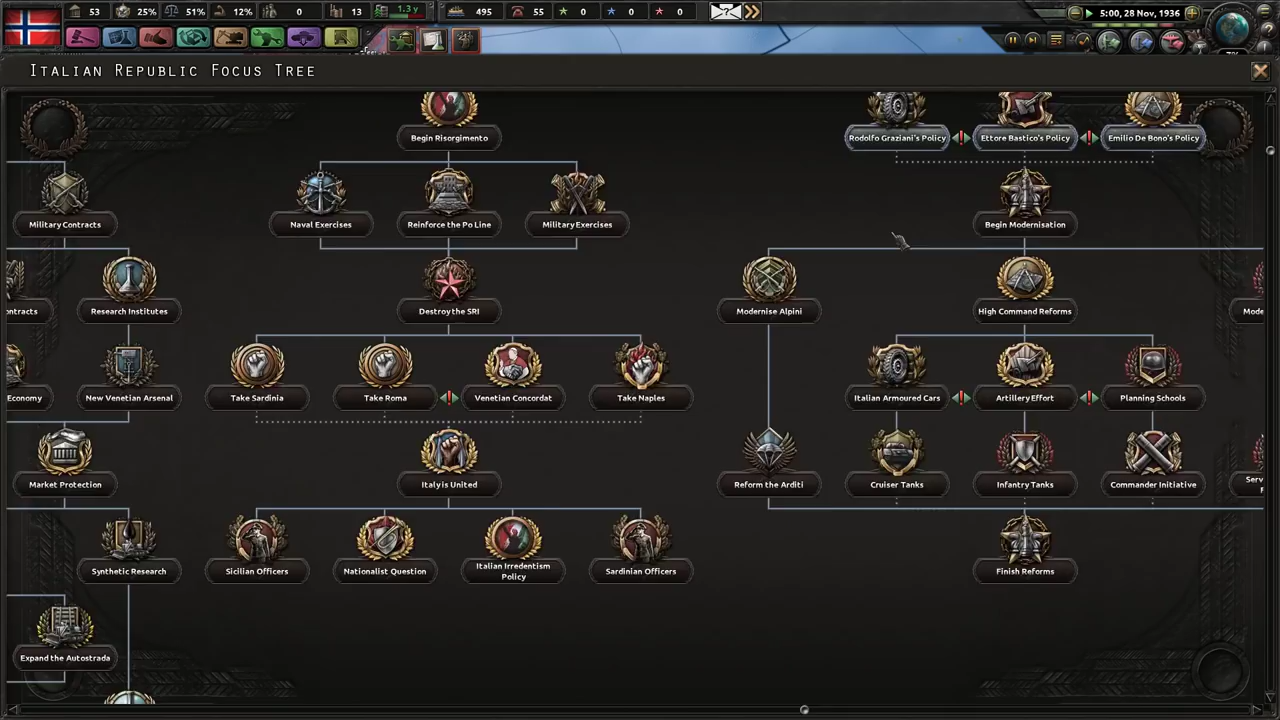 53 25% 51% 12% 0 13 1.3 y 495 55 0 0 0 5:00, 28 Nov, 1936
Italian Republic Focus Tree
Begin Risorgimento
Rodolfo Graziani's Policy
Ettore Bastico's Policy
Emilio De Bono's Policy
Military Contracts
Naval Exercises
Reinforce the Po Line
Military Exercises
Begin Modernisation
ontracts
Research Institutes
Destroy the SRI
Modernise Alpini
High Command Reforms
Mode
Economy
New Venetian Arsenal
Take Sardinia
Take Roma
Venetian Concordat
Take Naples
Italian Armoured Cars
Artillery Effort
Planning Schools
Market Protection
Italy is United
Reform the Arditi
Cruiser Tanks
Infantry Tanks
Commander Initiative
Serv
Synthetic Research
Sicilian Officers
Nationalist Question
Italian Irredentism
Policy
Sardinian Officers
Finish Reforms
Expand the Autostrada